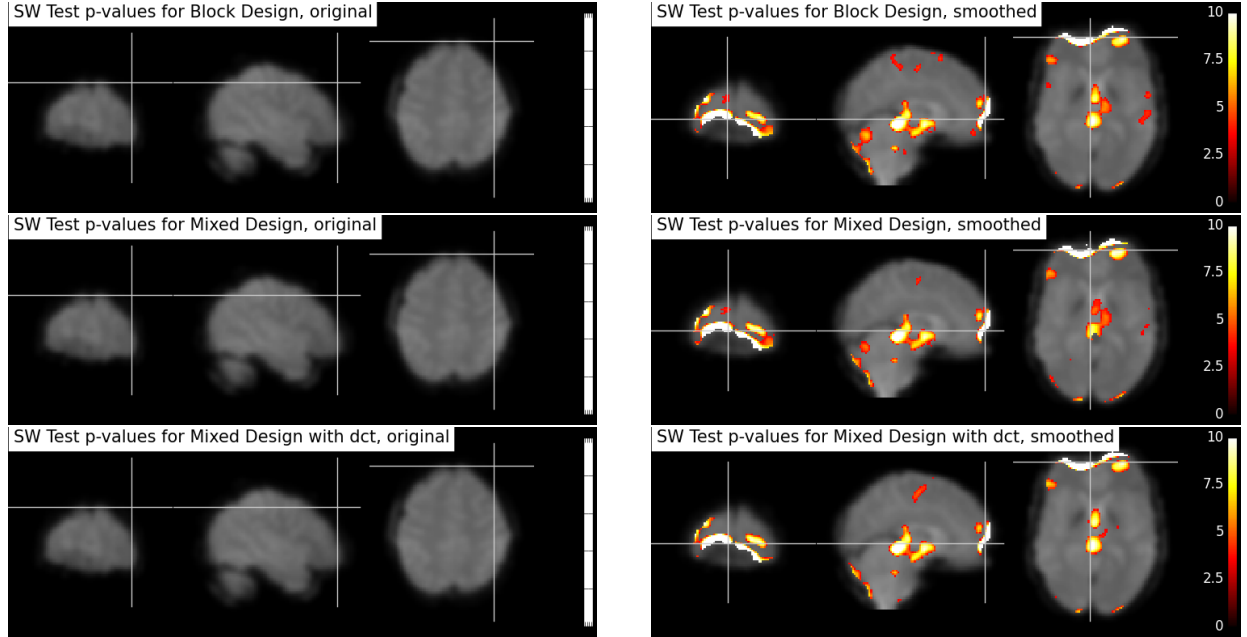 SW Test p-values for Block Design, original
SW Test p-values for Block Design, smoothed
10
7.5
5
2.5
0
SW Test p-values for Mixed Design, original
SW Test p-values for Mixed Design, smoothed
10
7.5
5
2.5
0
SW Test p-values for Mixed Design with dct, original
SW Test p-values for Mixed Design with dct, smoothed
10
7.5
5
2.5
0